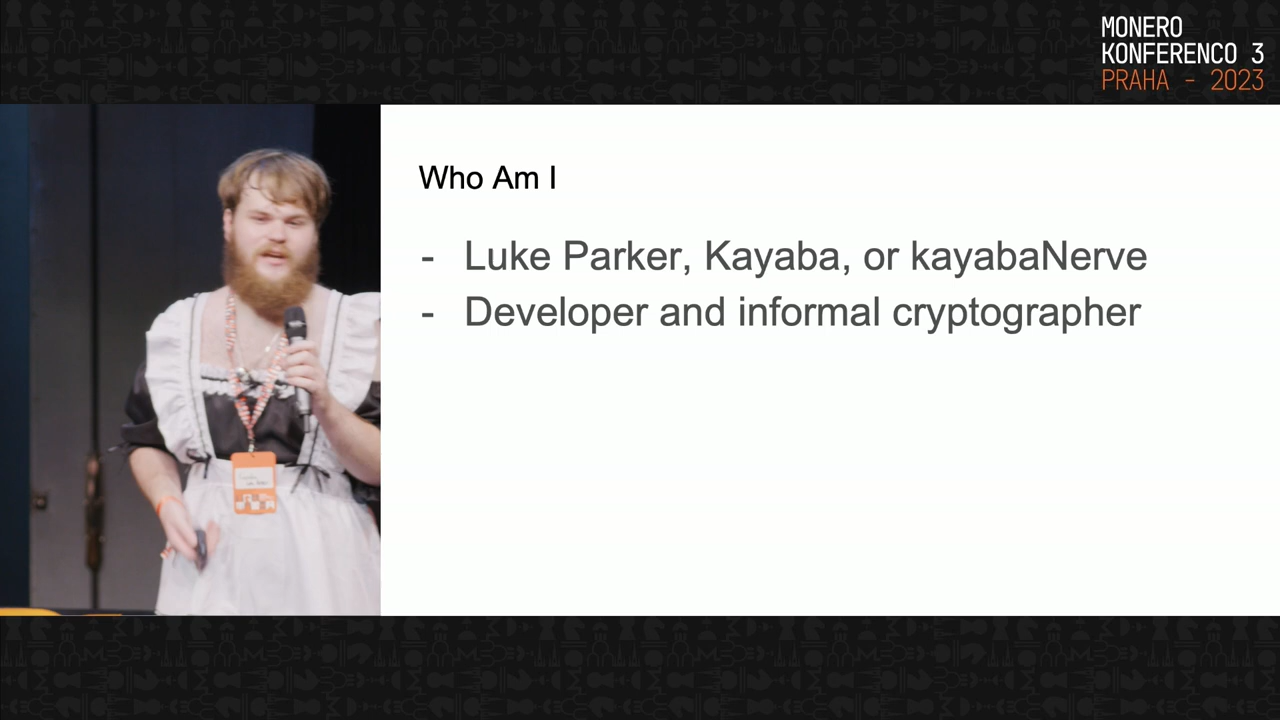 MONERO
KONFERENCO 3
PRAHA - 2023
Who Am I
- Luke Parker, Kayaba, or kayabaNerve
- Developer and informal cryptographer